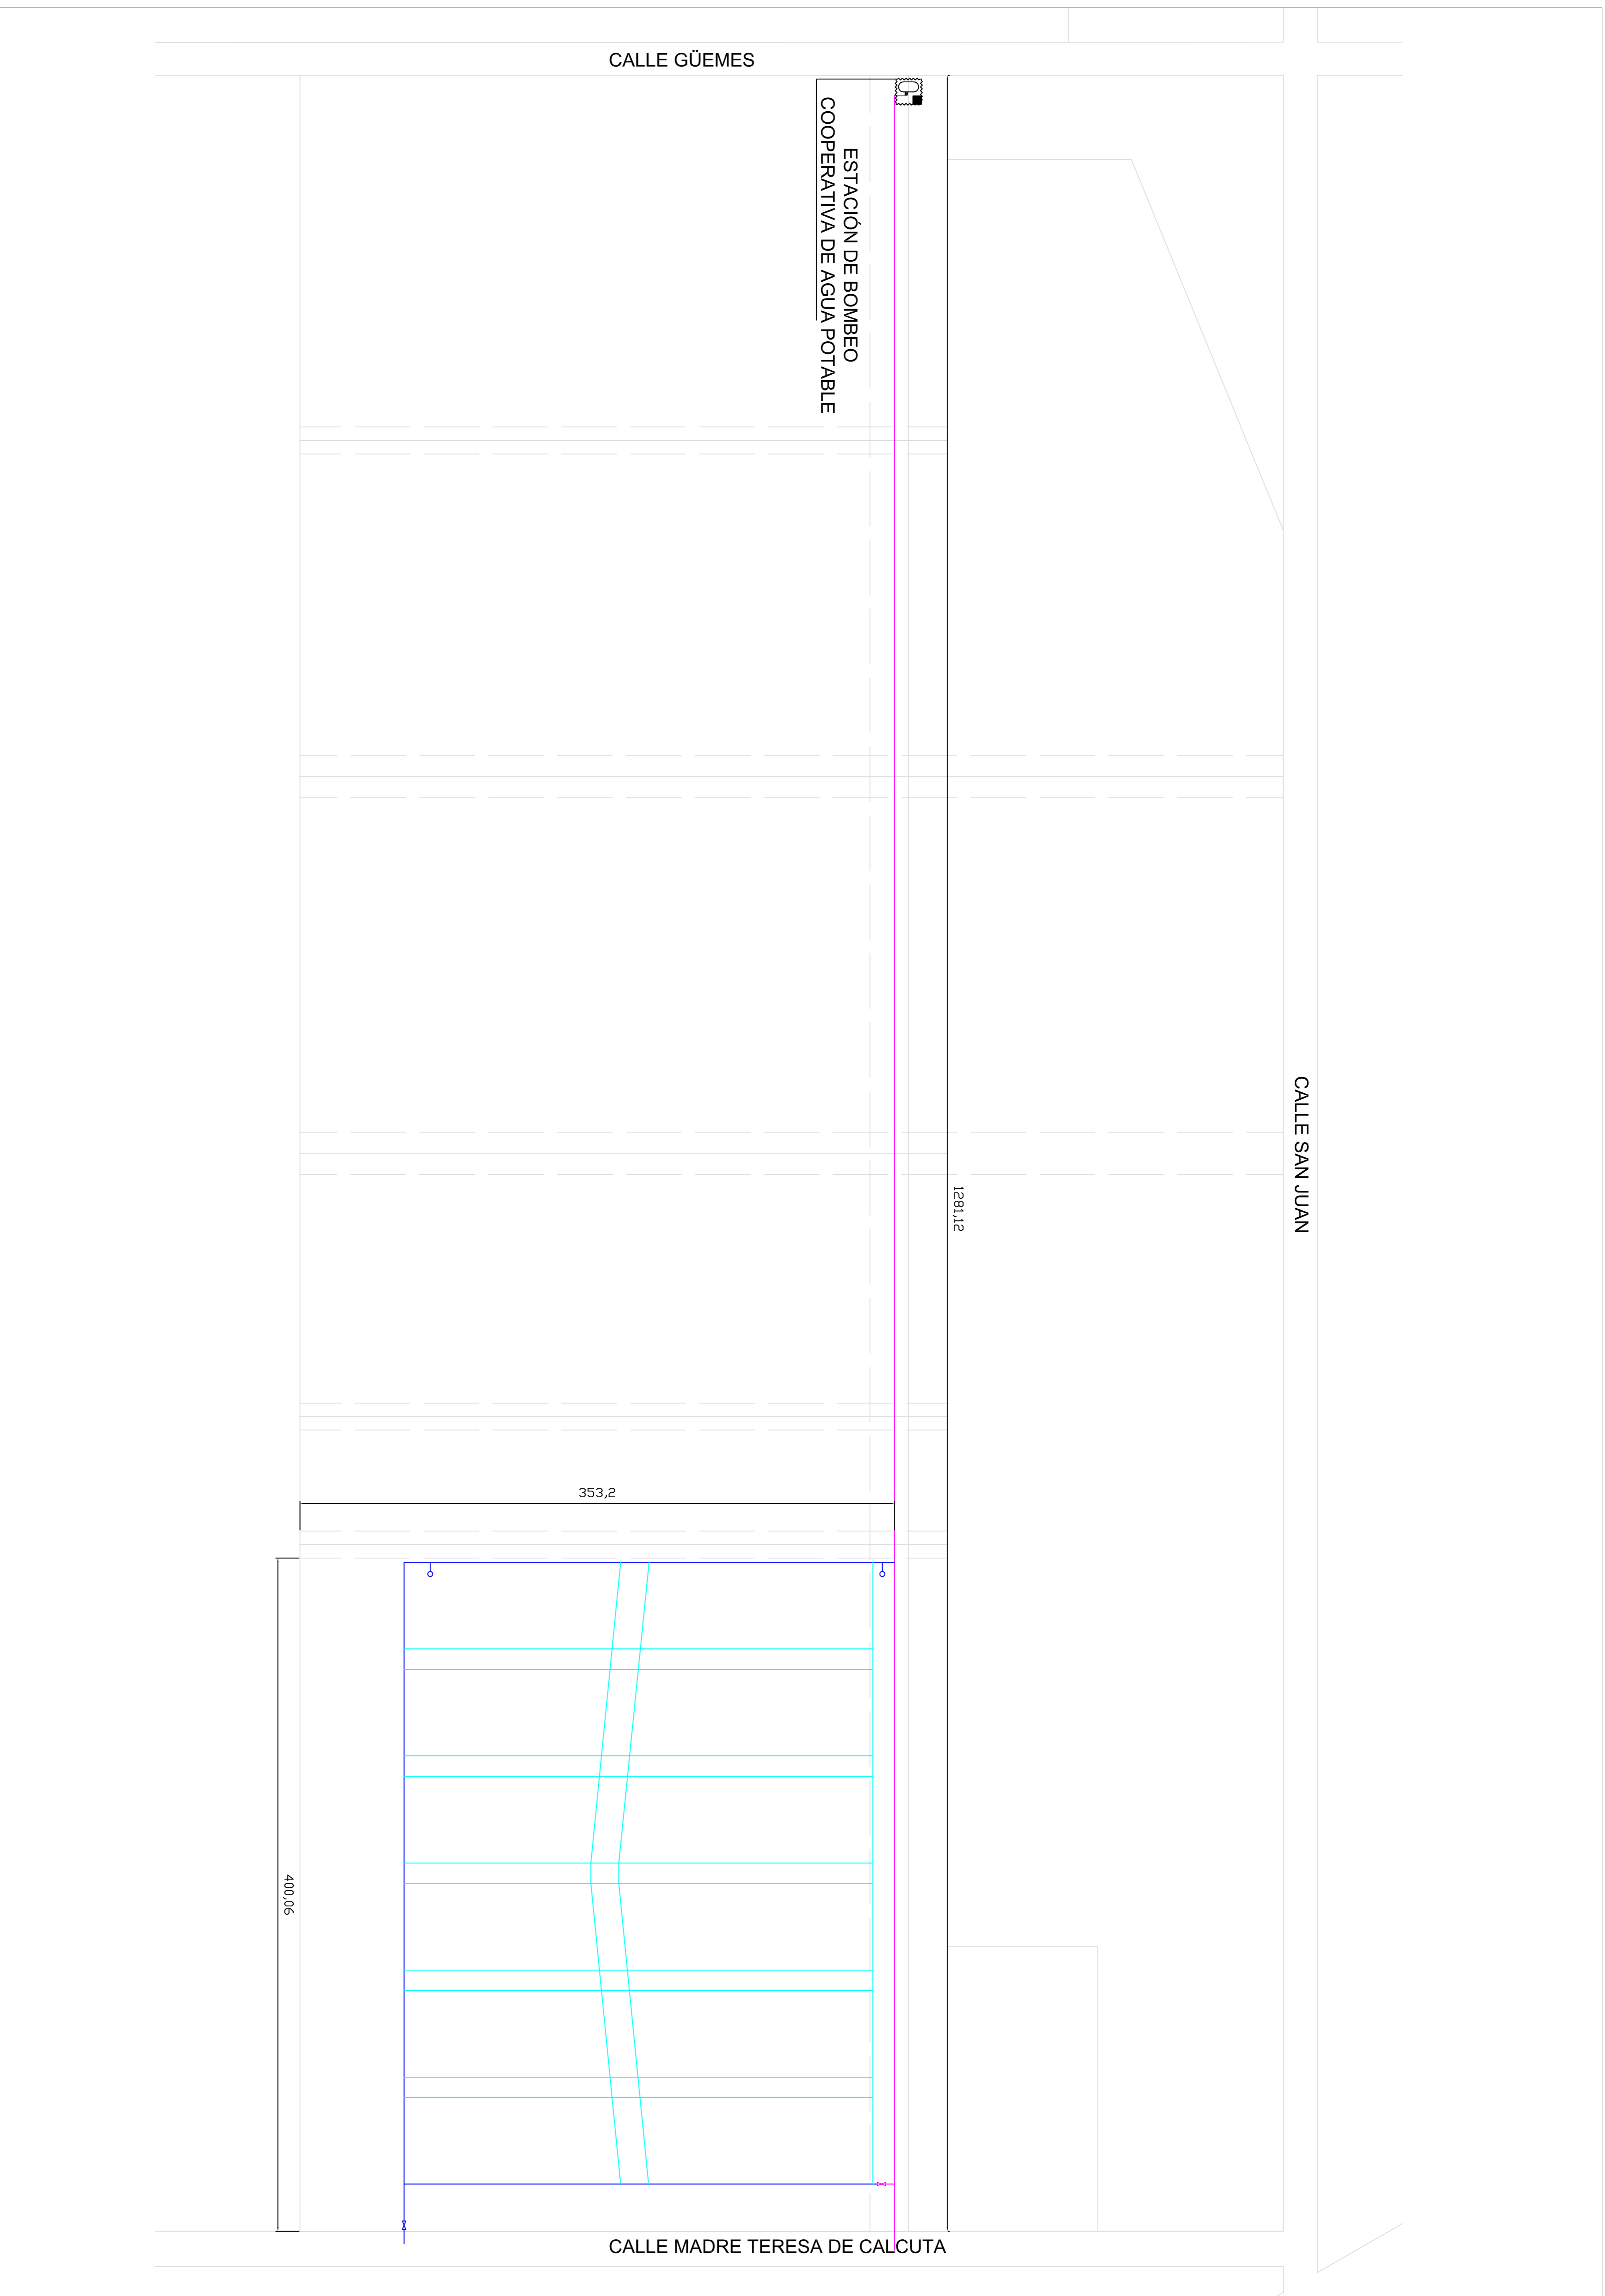 CALLE GÜEMES
ESTACIÓN DE BOMBEO
COOPERATIVA DE AGUA POTABLE
CALLE SAN JUAN
1281,12
353,2
400,06
CALLE MADRE TERESA DE CALCUTA